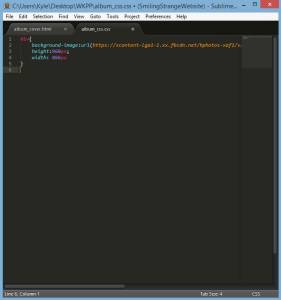 C:\Users\Kyle\Desktop\WKPP\album_css.css • (SmilingStrangeWebsite) - Sublime...
File Edit Selection Find View Goto Tools Project Preferences Help
album_cover.html album_css.css
1 div{
2 background-image:url(https://scontent-lga1-1.xx.fbcdn.net/hphotos-xaf1/v
3 height:960px;
4 width:
5 }
6
Line 6, Column 1 Tab Size: 4 CSS